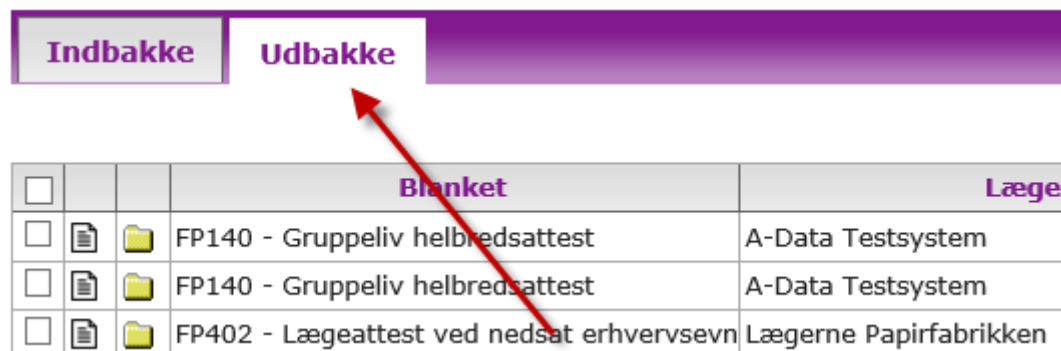 Indbakke Udbakke
Blanket Læge
FP140 - Gruppeliv helbredsattest A-Data Testsystem
FP140 - Gruppeliv helbredsattest A-Data Testsystem
FP402 - Lægeattest ved nedsat erhvervsevn Lægerne Papirfabrikken